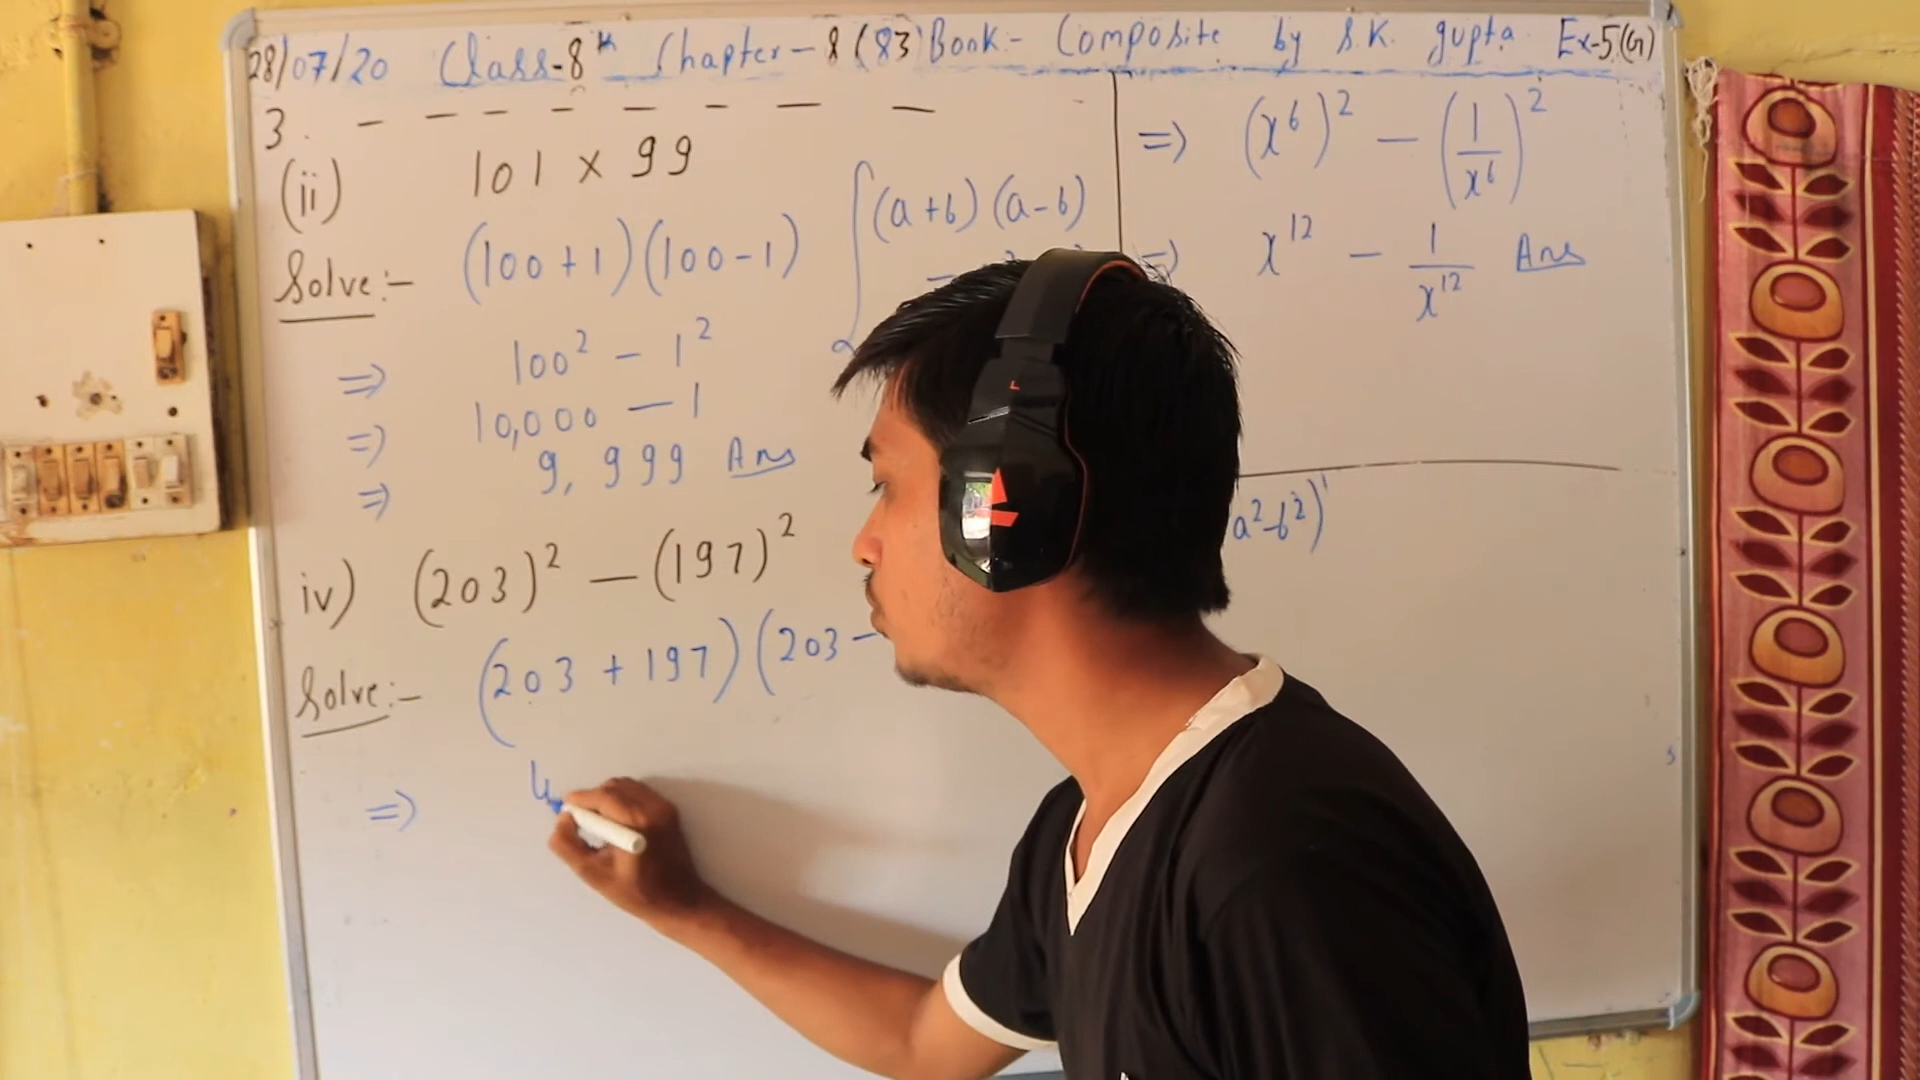 28/07/20 Class-8th Chapter-8 (83) Book- Composite by S.K. gupta Ex-5(G)
3. - - - - - - -
(ii) 101 × 99
Solve:- (100+1)(100-1)
(a+b)(a-b)
⇒ 100² - 1²
⇒ 10,000 - 1
⇒ 9,999 Ans
iv) (203)² - (197)²
Solve:- (203 + 197)(203 -
⇒ 4
⇒ (x⁶)² - (1/x⁶)²
⇒ x¹² - 1/x¹² Ans
a²-b²)